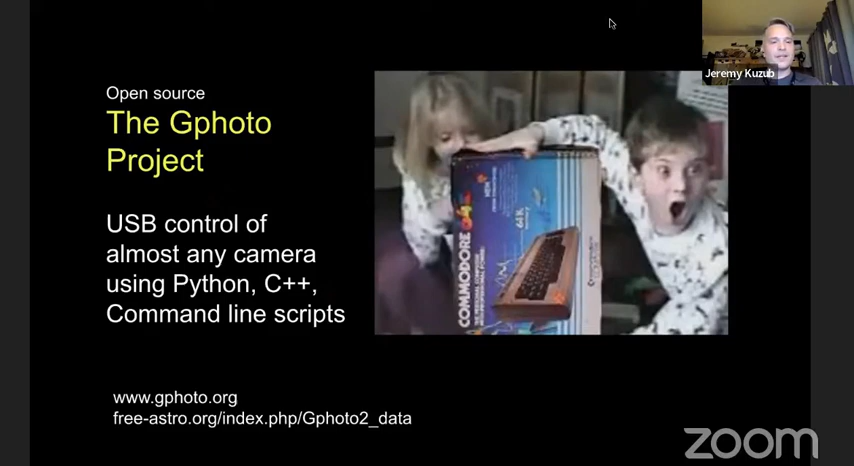 Jeremy Kuzub
Open source
The Gphoto
Project
USB control of
almost any camera
using Python, C++,
Command line scripts
COMMODORE
64
www.gphoto.org
free-astro.org/index.php/Gphoto2_data
zoom